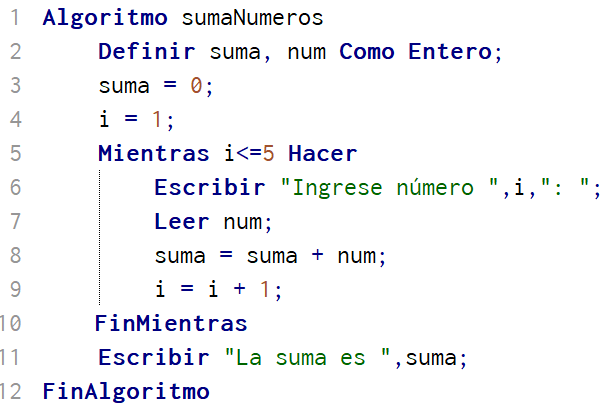 1 Algoritmo sumaNumeros
2 Definir suma, num Como Entero;
3 suma = 0;
4 i = 1;
5 Mientras i<=5 Hacer
6 Escribir "Ingrese número ",i,": ";
7 Leer num;
8 suma = suma + num;
9 i = i + 1;
10 FinMientras
11 Escribir "La suma es ",suma;
12 FinAlgoritmo